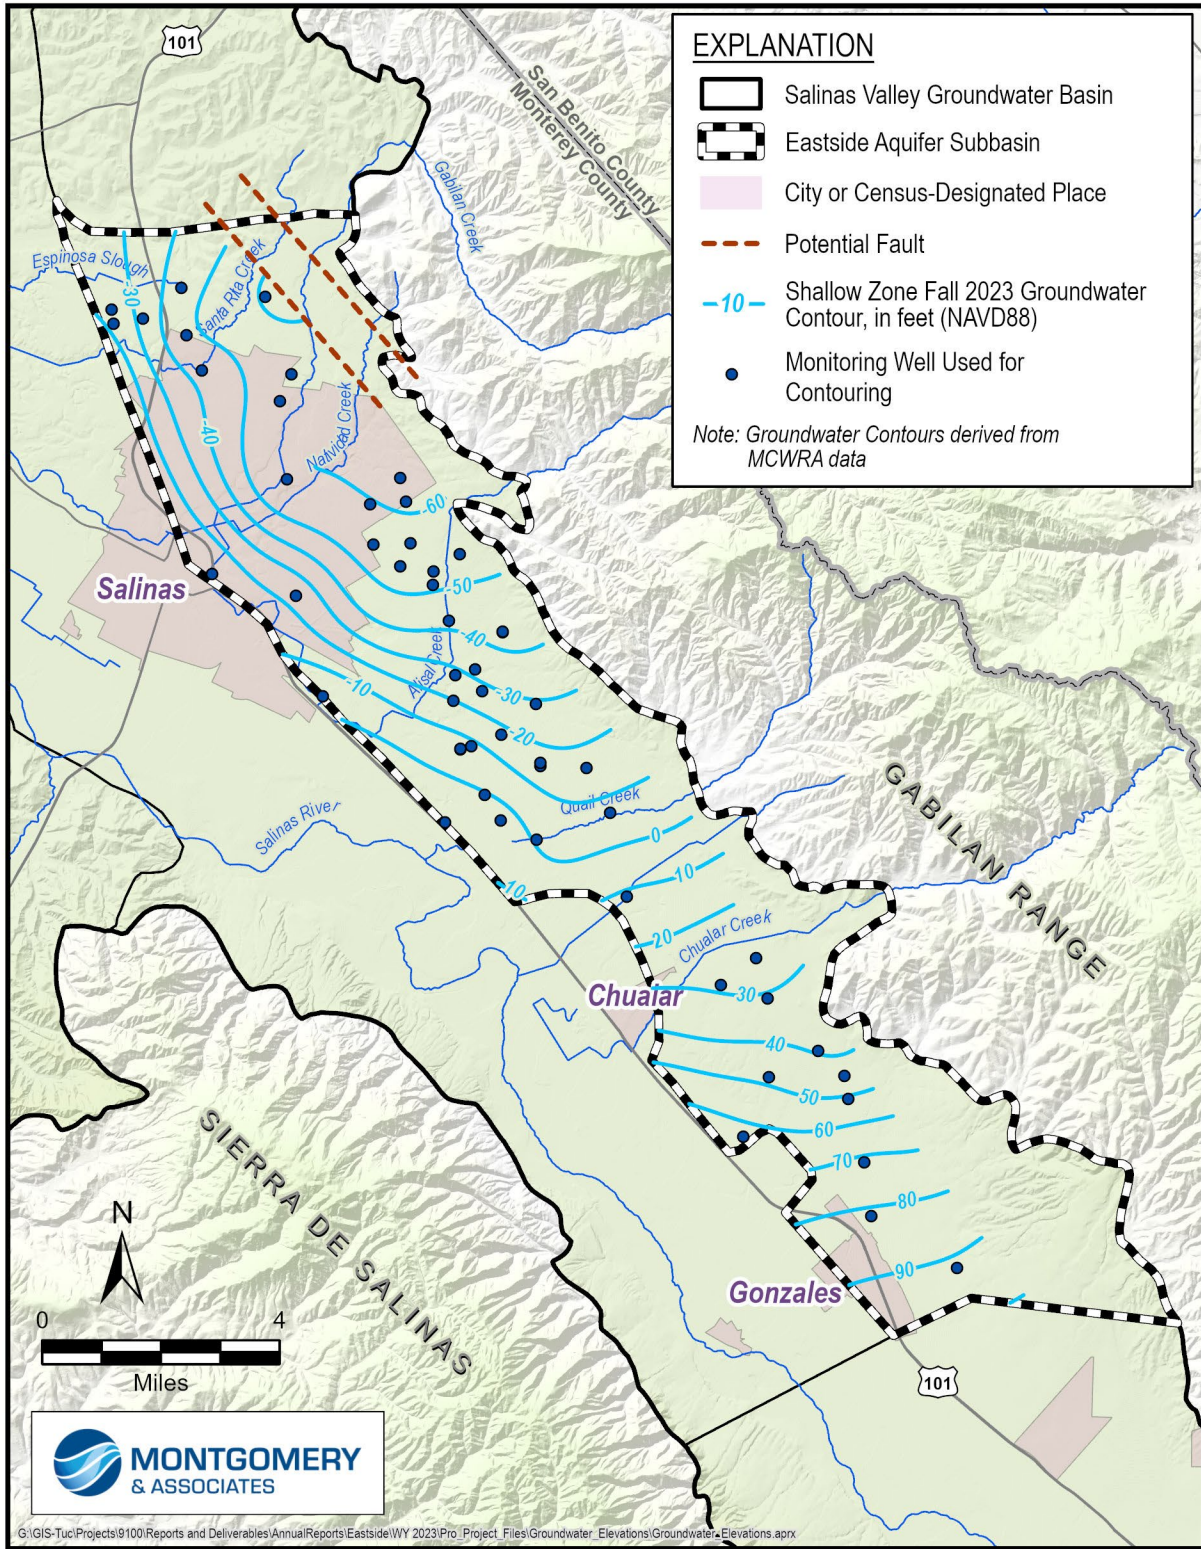 101
San Benito County
Monterey County
EXPLANATION
Salinas Valley Groundwater Basin
Eastside Aquifer Subbasin
City or Census-Designated Place
Potential Fault
-10
Shallow Zone Fall 2023 Groundwater
Contour, in feet (NAVD88)
Monitoring Well Used for
Contouring
Note: Groundwater Contours derived from
MCWRA data
Gabilan Creek
Espinosa Slough
Santa Rita Creek
-30
-40
Natividad Creek
-60
Salinas
-50
-40
Alisal Creek
-30
-10
-20
Quail Creek
Salinas River
0
GABILAN RANGE
10
-10
20
Chualar Creek
Chualar
30
40
50
60
70
80
90
Gonzales
SIERRA DE SALINAS
N
0
4
Miles
101
MONTGOMERY
& ASSOCIATES
G:\GIS-Tuc\Projects\9100\Reports and Deliverables\AnnualReports\Eastside\WY 2023\Pro_Project_Files\Groundwater_Elevations\Groundwater_Elevations.aprx